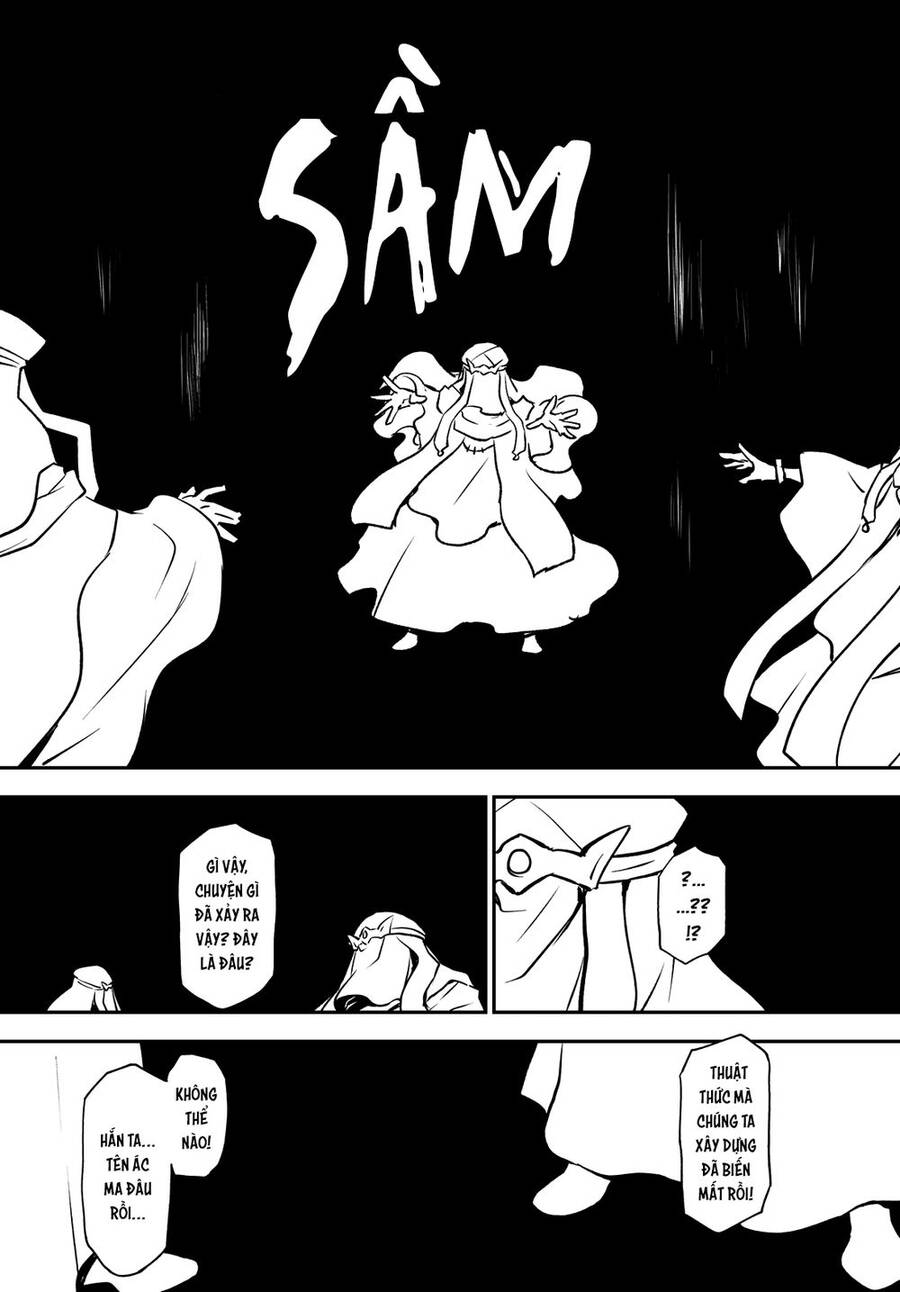 SẦM
?...
...??
!?
GÌ VẬY,
CHUYỆN GÌ
ĐÃ XẢY RA
VẬY? ĐÂY
LÀ ĐÂU?
THUẬT
THỨC MÀ
CHÚNG TA
XÂY DỰNG
ĐÃ BIẾN
MẤT RỒI!
KHÔNG
THỂ
NÀO!
HẮN TA...
TÊN ÁC
MA ĐÂU
RỒI...